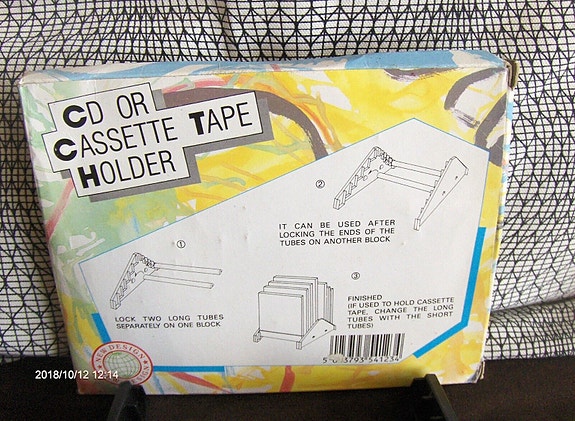 CD OR
CASSETTE TAPE
HOLDER
②
IT CAN BE USED AFTER
LOCKING THE ENDS OF THE
TUBES ON ANOTHER BLOCK
①
LOCK TWO LONG TUBES
SEPARATELY ON ONE BLOCK
③
FINISHED
(IF USED TO HOLD CASSETTE
TAPE, CHANGE THE LONG
TUBES WITH THE SHORT
TUBES)
DESIGN
2018/10/12 12:14